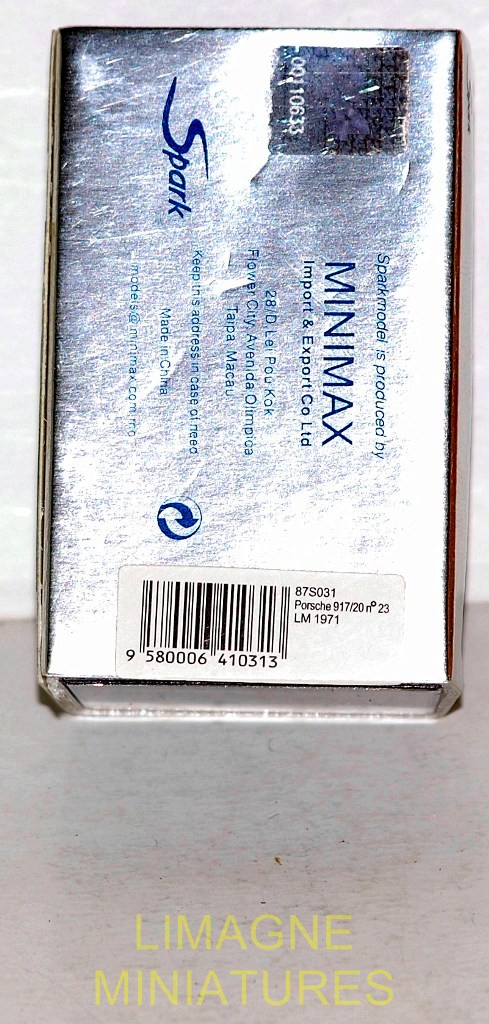 00110633
Spark
Sparkmodel is produced by
MINIMAX
Import & Export Co Ltd
28/D Lei Pou Kok
Flower City, Avenida Olimpica
Taipa, Macau
Keep this address in case of need
Made in China
models@minimax.com.mo
87S031
Porsche 917/20 nº 23
LM 1971
9 580006 410313
LIMAGNE
MINIATURES